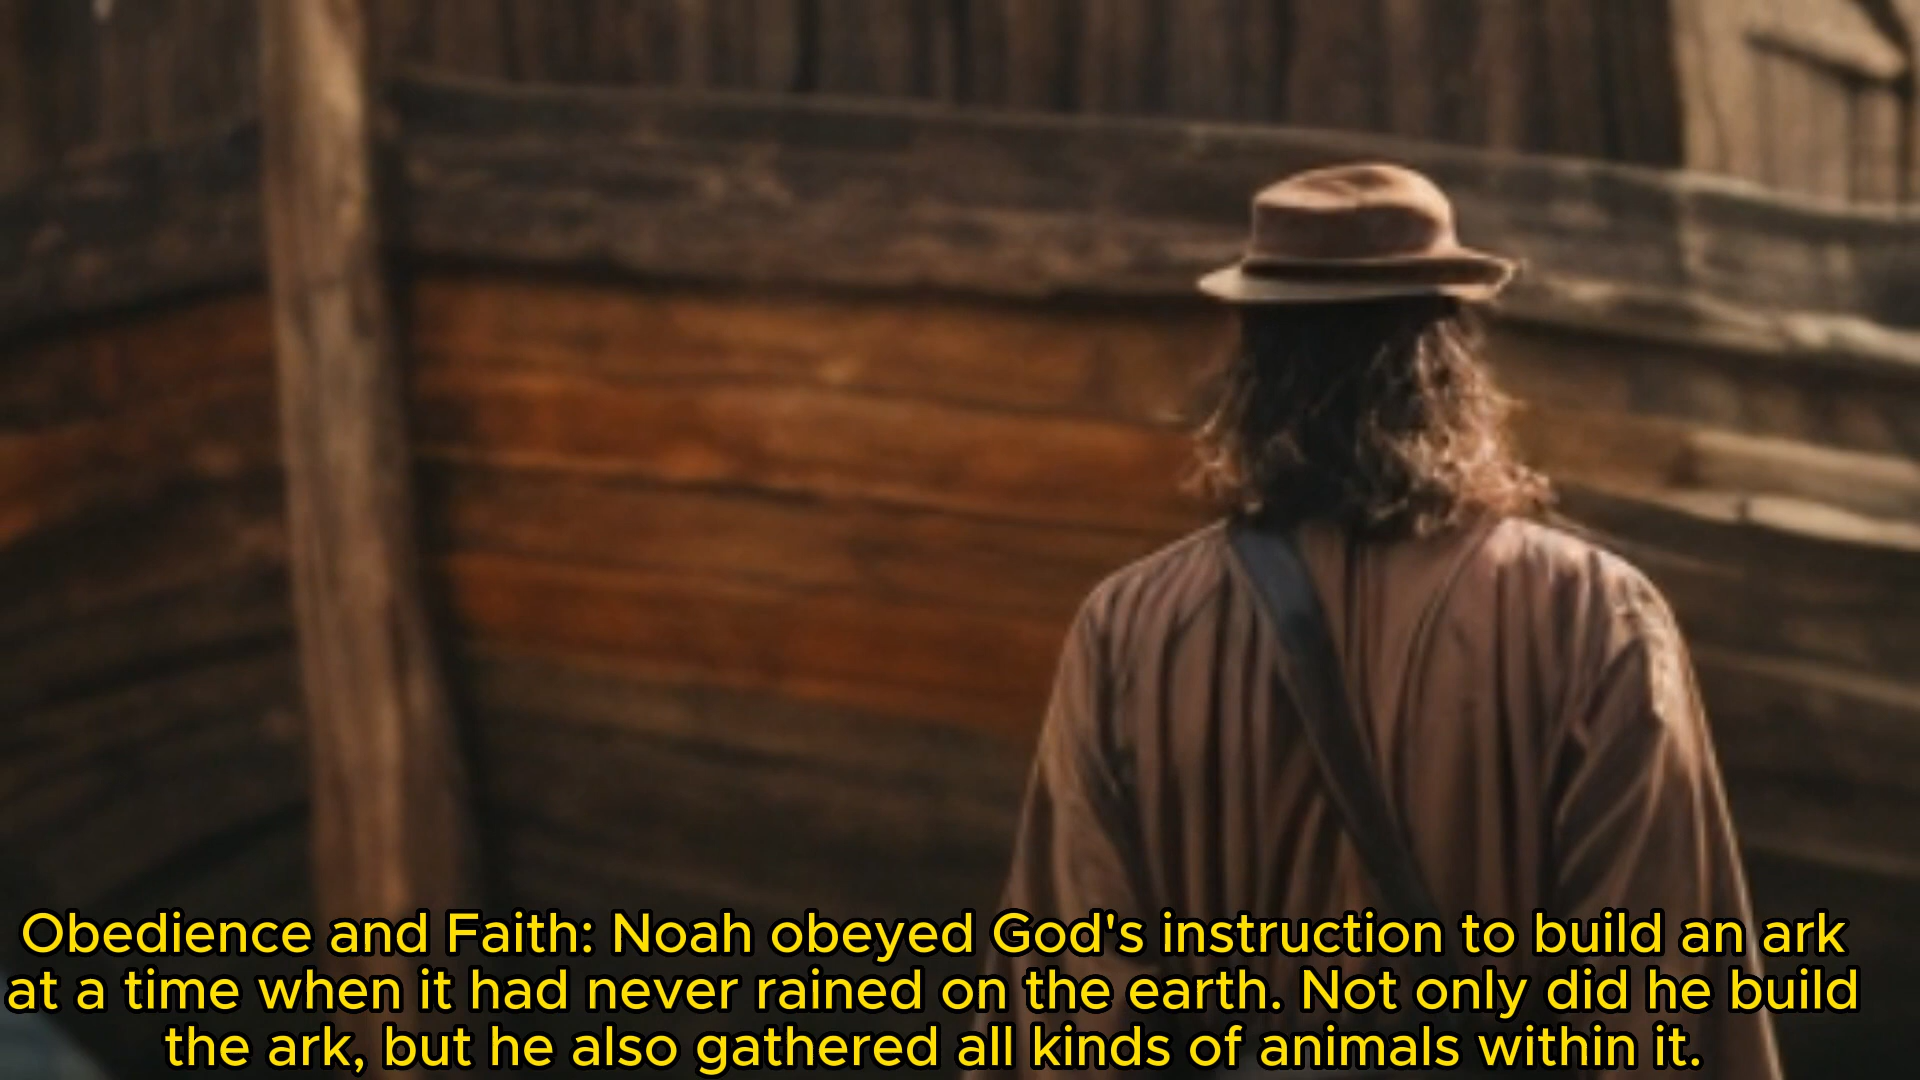 Obedience and Faith: Noah obeyed God's instruction to build an ark
at a time when it had never rained on the earth. Not only did he build
the ark, but he also gathered all kinds of animals within it.